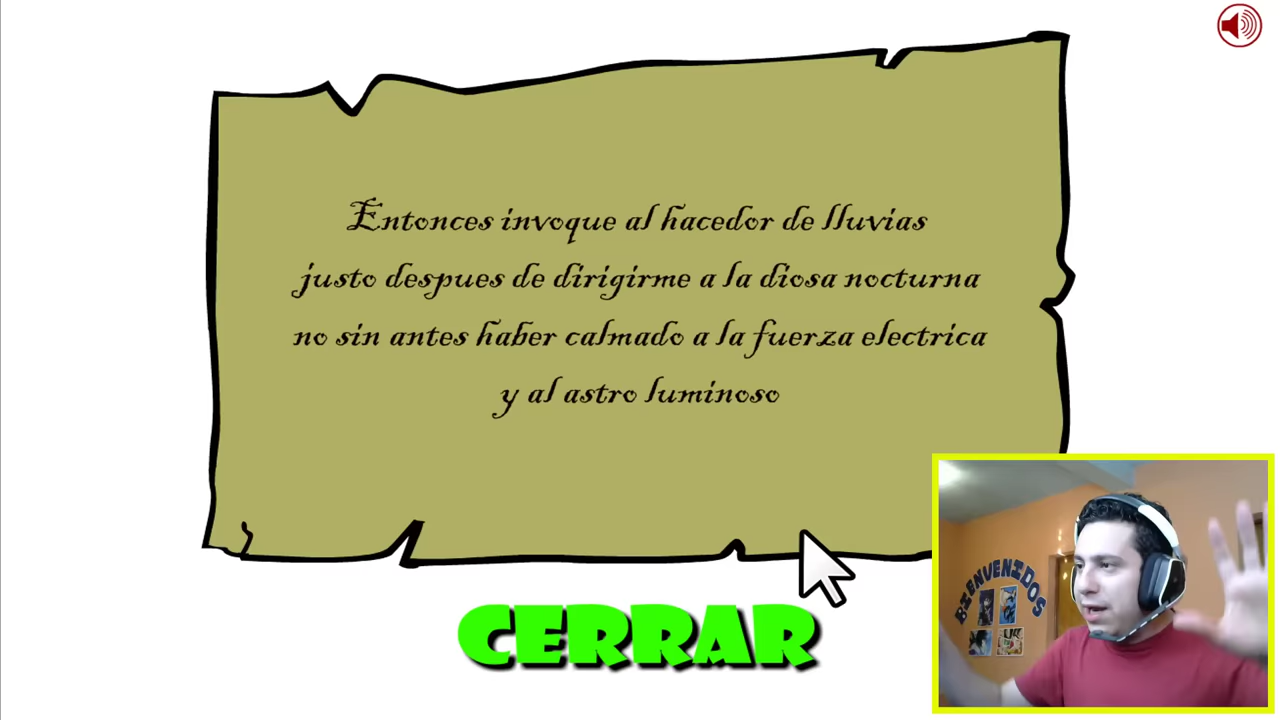 Entonces invoque al hacedor de lluvias
justo despues de dirigirme a la diosa nocturna
no sin antes haber calmado a la fuerza electrica
y al astro luminoso
CERRAR
BIENVENIDOS